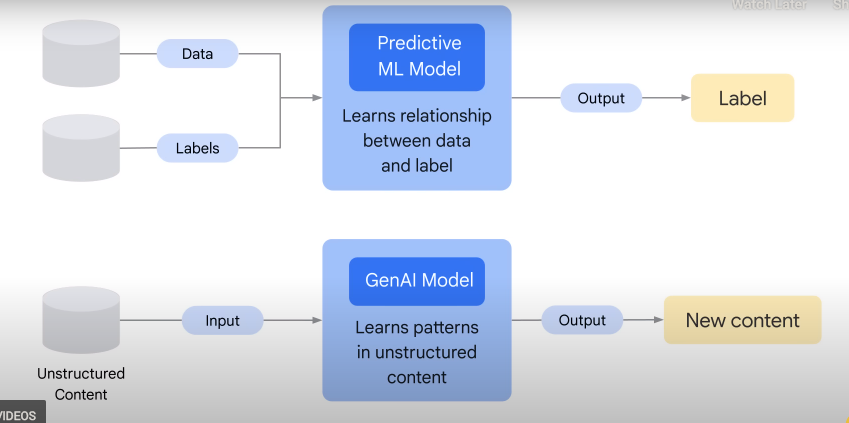 Watch Later Sh
Data
Labels
Predictive
ML Model
Learns relationship
between data
and label
Output
Label
Unstructured
Content
Input
GenAI Model
Learns patterns
in unstructured
content
Output
New content
VIDEOS